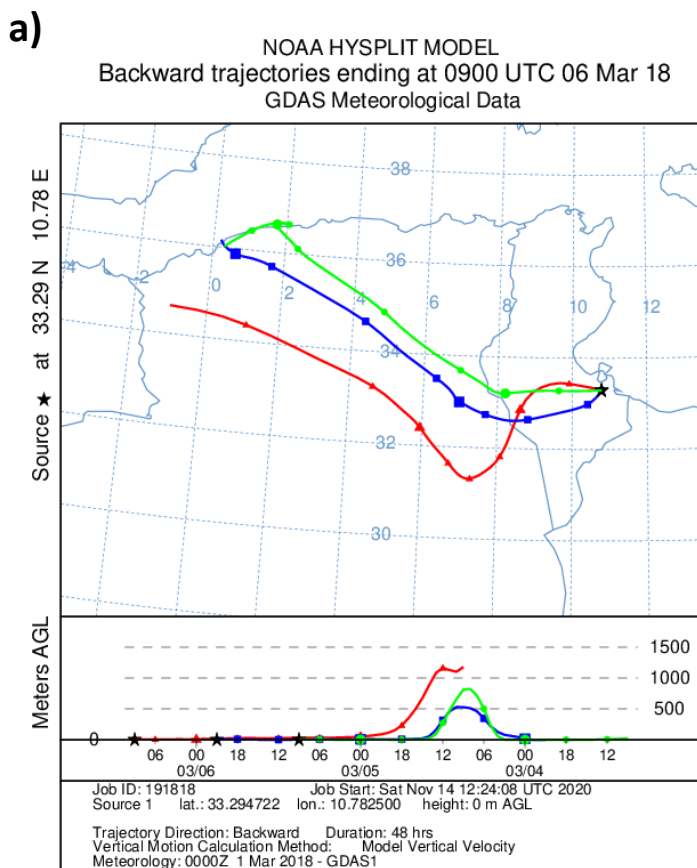 a)
NOAA HYSPLIT MODEL
Backward trajectories ending at 0900 UTC 06 Mar 18
GDAS Meteorological Data
Source ★ at 33.29 N 10.78 E
38
36
34
32
30
4
-2
0
2
4
6
8
10
12
Meters AGL
1500
1000
500
0
06 00 18 12 06 00 18 12 06 00 18 12
03/06 03/05 03/04
Job ID: 191818 Job Start: Sat Nov 14 12:24:08 UTC 2020
Source 1 lat.: 33.294722 lon.: 10.782500 height: 0 m AGL
Trajectory Direction: Backward Duration: 48 hrs
Vertical Motion Calculation Method: Model Vertical Velocity
Meteorology: 0000Z 1 Mar 2018 - GDAS1